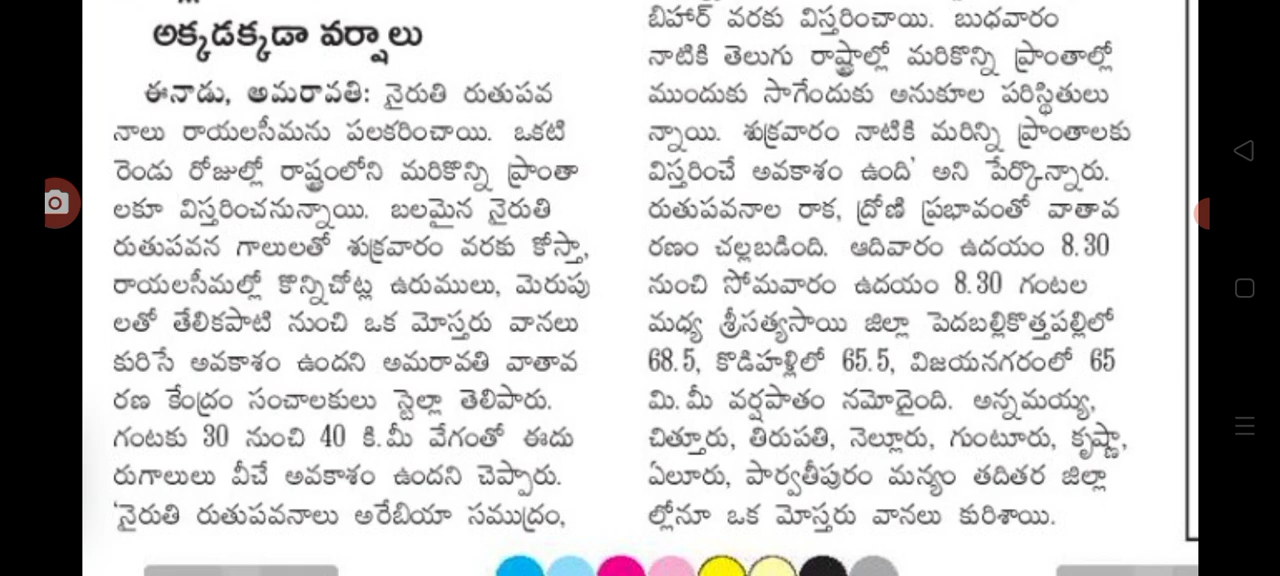 అక్కడక్కడా వర్షాలు
ఈనాడు, అమరావతి: నైరుతి రుతుపవ
నాలు రాయలసీమను పలకరించాయి. ఒకటి
రెండు రోజుల్లో రాష్ట్రంలోని మరికొన్ని ప్రాంతా
లకూ విస్తరించనున్నాయి. బలమైన నైరుతి
రుతుపవన గాలులతో శుక్రవారం వరకు కోస్తా,
రాయలసీమల్లో కొన్నిచోట్ల ఉరుములు, మెరుపు
లతో తేలికపాటి నుంచి ఒక మోస్తరు వానలు
కురిసే అవకాశం ఉందని అమరావతి వాతావ
రణ కేంద్రం సంచాలకులు స్టెల్లా తెలిపారు.
గంటకు 30 నుంచి 40 కి.మీ వేగంతో ఈదు
రుగాలులు వీచే అవకాశం ఉందని చెప్పారు.
'నైరుతి రుతుపవనాలు అరేబియా సముద్రం,
బిహార్ వరకు విస్తరించాయి. బుధవారం
నాటికి తెలుగు రాష్ట్రాల్లో మరికొన్ని ప్రాంతాల్లో
ముందుకు సాగేందుకు అనుకూల పరిస్థితులు
న్నాయి. శుక్రవారం నాటికి మరిన్ని ప్రాంతాలకు
విస్తరించే అవకాశం ఉంది' అని పేర్కొన్నారు.
రుతుపవనాల రాక, ద్రోణి ప్రభావంతో వాతావ
రణం చల్లబడింది. ఆదివారం ఉదయం 8.30
నుంచి సోమవారం ఉదయం 8.30 గంటల
మధ్య శ్రీసత్యసాయి జిల్లా పెదబల్లికొత్తపల్లిలో
68.5, కొడిహళ్లిలో 65.5, విజయనగరంలో 65
మి.మీ వర్షపాతం నమోదైంది. అన్నమయ్య,
చిత్తూరు, తిరుపతి, నెల్లూరు, గుంటూరు, కృష్ణా,
ఏలూరు, పార్వతీపురం మన్యం తదితర జిల్లా
ల్లోనూ ఒక మోస్తరు వానలు కురిశాయి.